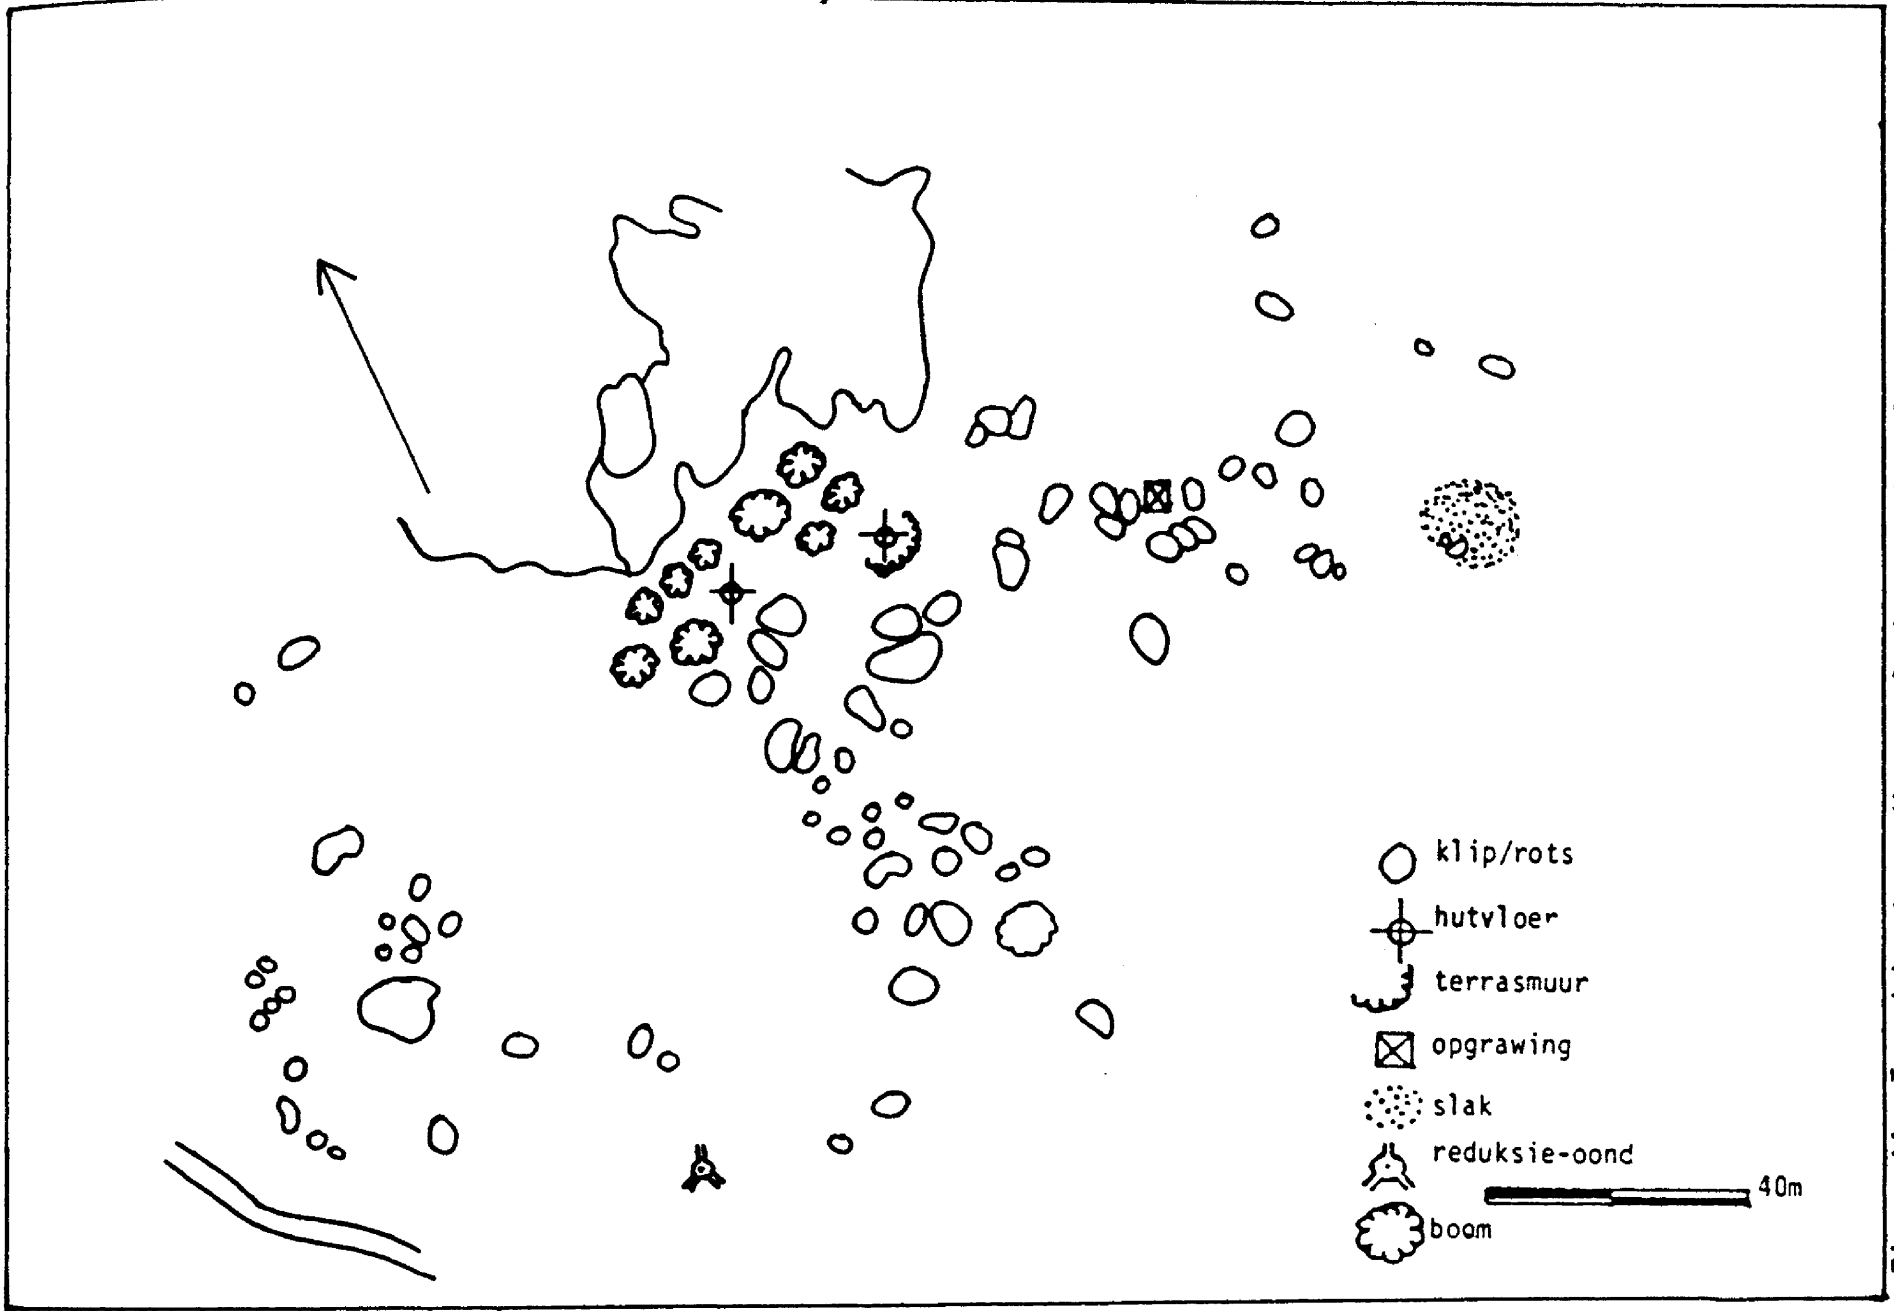 klip/rots
hutvloer
terrasmuur
opgrawing
slak
reduksie-oond
40m
boom